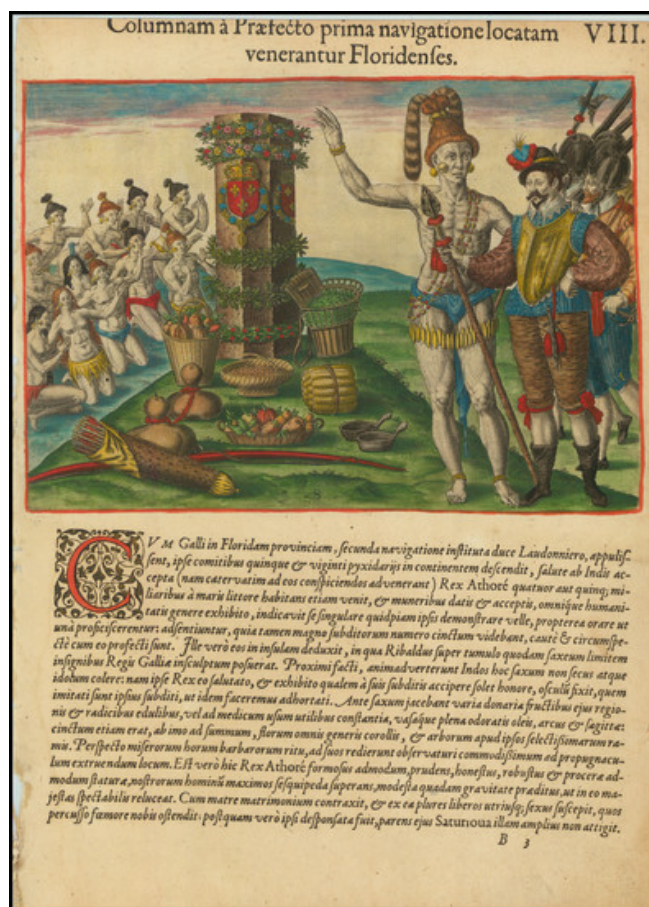 Columnam à Præfecto prima navigatione locatam VIII.
venerantur Floridenses.
CVM Galli in Floridam provinciam, secunda navigatione instituta duce Laudonniero, appulis-
sent, ipse comitibus quinque & viginti pyxidarijs in continentem descendit, salute ab Indis ac-
cepta (nam catervatim ad eos conspiciendos advenerant) Rex Athoré quatuor aut quinq; mi-
liaribus à maris littore habitans etiam venit, & muneribus datis & acceptis, omnique humani-
tatis genere exhibito, indicavit se singulare quidpiam ipsis demonstrare velle, propterea orare ut
unà proficiscerentur: adsentiuntur, quia tamen magno subditorum numero cinctum videbant, cautè & circumspe-
ctè cum eo profecti sunt. Ille verò eos in insulam deduxit, in qua Ribaldus super tumulo quodam saxeum limitem
insignibus Regis Galliæ insculptum posuerat. Proximi facti, animadverterunt Indos hoc saxum non secus atque
idolum colere: nam ipse Rex eo salutato, & exhibito qualem à suis subditis accipere solet honore, osculum fixit, quem
imitati sunt ipsius subditi, ut idem faceremus adhortati. Ante saxum jacebant varia donaria fructibus ejus regio-
nis & radicibus edulibus, vel ad medicum usum utilibus constantia, vasaque plena odoratis oleis, arcus & sagittæ:
cinctum etiam erat, ab imo ad summum, florum omnis generis corollis, & arborum apud ipsos selectissimarum ra-
mis. Perspecto miserorum horum barbarorum ritu, ad suos redierunt observaturi commodissimum ad propugnacu-
lum extruendum locum. Est verò hic Rex Athoré formosus admodum, prudens, honestus, robustus & proceræ ad-
modum staturæ, nostrorum hominum maximos sesquipeda superans, modesta quadam gravitate præditus, ut in eo ma-
jestas spectabilis reluceat. Cum matre matrimonium contraxit, & ex ea plures liberos utriusq; sexus suscepit, quos
percusso fœmore nobis ostendit: postquam verò ipsi desponsata fuit, parens ejus Saturioua illam amplius non attigit.
B 3